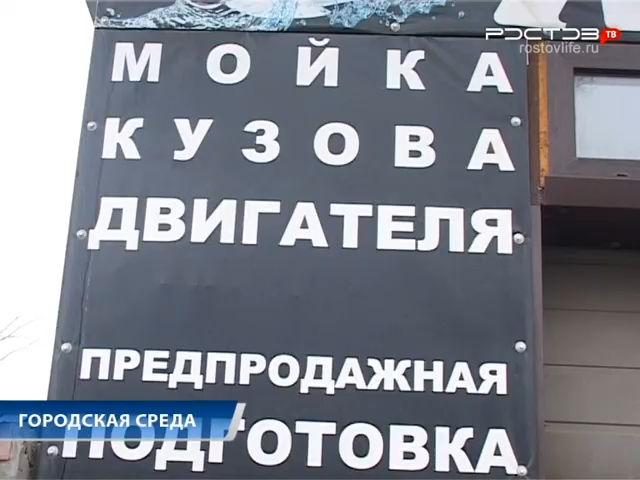 РОСТОВ ТВ
rostovlife.ru
МОЙКА
КУЗОВА
ДВИГАТЕЛЯ
ПРЕДПРОДАЖНАЯ
ГОРОДСКАЯ СРЕДА
ПОДГОТОВКА